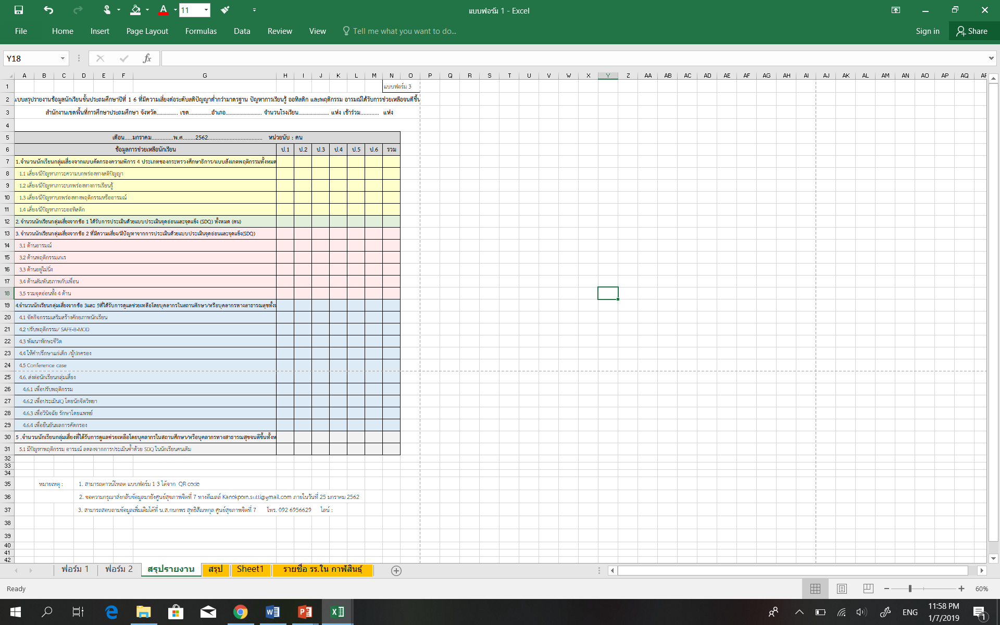 11
แบบฟอร์ม 1 - Excel
File Home Insert Page Layout Formulas Data Review View Tell me what you want to do... Sign in Share
Y18 fx
A B C D E F G H I J K L M N O P Q R S T U V W X Y Z AA AB AC AD AE AF AG AH AI AJ AK AL AM AN AO AP AQ
1 แบบฟอร์ม 3
2 แบบสรุปรายงานข้อมูลนักเรียนชั้นประถมศึกษาปีที่ 1-6 ที่มีความเสี่ยงต่อระดับสติปัญญาต่ำกว่ามาตรฐาน ปัญหาการเรียนรู้ ออทิสติก และพฤติกรรม อารมณ์ได้รับการช่วยเหลือจนดีขึ้น
3 สำนักงานเขตพื้นที่การศึกษาประถมศึกษา จังหวัด............... เขต...............อำเภอ.......................... จำนวนโรงเรียน...................... แห่ง เข้าร่วม............. แห่ง
4
5 เดือน.....มกราคม..............พ.ศ........2562................................... หน่วยนับ : คน
6 ข้อมูลการช่วยเหลือนักเรียน ป.1 ป.2 ป.3 ป.4 ป.5 ป.6 รวม
7 1.จำนวนนักเรียนกลุ่มเสี่ยงจากแบบคัดกรองความพิการ 4 ประเภทของกระทรวงศึกษาธิการ/แบบสังเกตพฤติกรรมทั้งหมด
8 1.1 เสี่ยง/มีปัญหาภาวะความบกพร่องทางสติปัญญา
9 1.2 เสี่ยง/มีปัญหาภาวะบกพร่องทางการเรียนรู้
10 1.3 เสี่ยง/มีปัญหาบกพร่องทางพฤติกรรมหรืออารมณ์
11 1.4 เสี่ยง/มีปัญหาภาวะออทิสติก
12 2. จำนวนนักเรียนกลุ่มเสี่ยงจากข้อ 1 ได้รับการประเมินด้วยแบบประเมินจุดอ่อนและจุดแข็ง (SDQ) ทั้งหมด (คน)
13 3. จำนวนนักเรียนกลุ่มเสี่ยงจากข้อ 2 ที่มีความเสี่ยง/มีปัญหาจากการประเมินด้วยแบบประเมินจุดอ่อนและจุดแข็ง(SDQ)
14 3.1 ด้านอารมณ์
15 3.2 ด้านพฤติกรรมเกเร
16 3.3 ด้านอยู่ไม่นิ่ง
17 3.4 ด้านสัมพันธภาพกับเพื่อน
18 3.5 รวมจุดอ่อนทั้ง 4 ด้าน
19 4.จำนวนนักเรียนกลุ่มเสี่ยงจากข้อ 3และ 5ที่ได้รับการดูแลช่วยเหลือโดยบุคลากรในสถานศึกษา/หรือบุคลากรทางสาธารณสุขทั้งห
20 4.1 จัดกิจกรรมเสริมสร้างศักยภาพนักเรียน
21 4.2 ปรับพฤติกรรม/ SAFE-B-MOD
22 4.3 พัฒนาทักษะชีวิต
23 4.4 ให้คำปรึกษาแก่เด็ก /ผู้ปกครอง
24 4.5 Conference case
25 4.6. ส่งต่อนักเรียนกลุ่มเสี่ยง
26 4.6.1 เพื่อปรับพฤติกรรม
27 4.6.2 เพื่อประเมินIQ โดยนักจิตวิทยา
28 4.6.3 เพื่อวินิจฉัย รักษาโดยแพทย์
29 4.6.4 เพื่อยืนยันผลการคัดกรอง
30 5 .จำนวนนักเรียนกลุ่มเสี่ยงที่ได้รับการดูแลช่วยเหลือโดยบุคลากรในสถานศึกษา/หรือบุคลากรทางสาธารณสุขจนดีขึ้นทั้งห
31 5.1 มีปัญหาพฤติกรรม อารมณ์ ลดลงจากการประเมินซ้ำด้วย SDQ ในนักเรียนคนเดิม
32
33
34
35 หมายเหตุ : 1. สามารถดาวน์โหลด แบบฟอร์ม 1-3 ได้จาก QR code
36 2. ขอความกรุณาส่งกลับข้อมูลมายังศูนย์สุขภาพจิตที่ 7 ทางอีเมลล์ Kanokporn.sutti@gmail.com ภายในวันที่ 25 มกราคม 2562
37 3. สามารถสอบถามข้อมูลเพิ่มเติมได้ที่ น.ส.กนกพร สุทธิสัณหกุล ศูนย์สุขภาพจิตที่ 7 โทร. 092-6956629 ไลน์ :
38
39
40
41
42
ฟอร์ม 1 ฟอร์ม 2 สรุปรายงาน สรุป Sheet1 รายชื่อ รร.ใน กาฬสินธุ์
Ready 60%
ENG 11:58 PM
1/7/2019 1